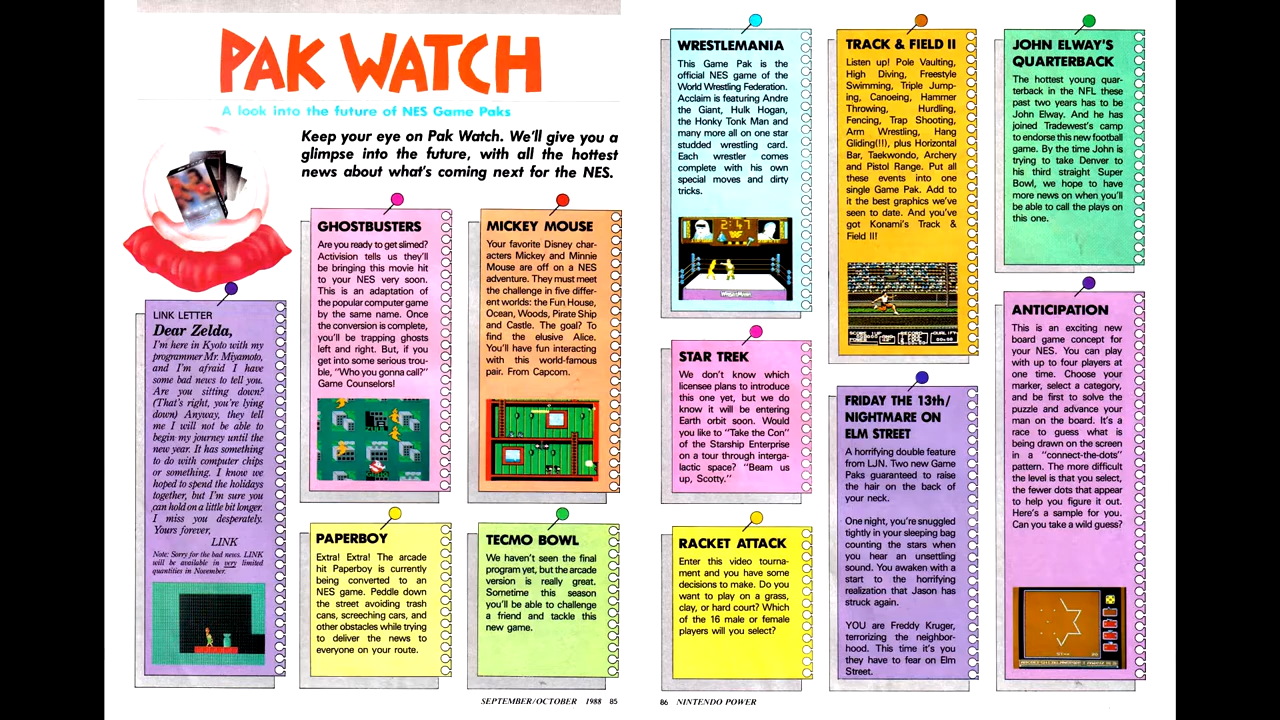 PAK WATCH
A look into the future of NES Game Paks
Keep your eye on Pak Watch. We'll give you a
glimpse into the future, with all the hottest
news about what's coming next for the NES.
LINK LETTER
Dear Zelda,
I'm here in Kyoto with my
programmer Mr. Miyamoto,
and I'm afraid I have
some bad news to tell you.
Are you sitting down?
(That's right, you're lying
down) Anyway, they tell
me I will not be able to
begin my journey until the
new year. It has something
to do with computer chips
or something. I know we
hoped to spend the holidays
together, but I'm sure you
can hold on a little bit longer.
I miss you desperately.
Yours forever,
LINK
Note: Sorry for the bad news. LINK
will be available in very limited
quantities in November.
GHOSTBUSTERS
Are you ready to get slimed?
Activision tells us they'll
be bringing this movie hit
to your NES very soon.
This is an adaptation of
the popular computer game
by the same name. Once
the conversion is complete,
you'll be trapping ghosts
left and right. But, if you
get into some serious trou-
ble, "Who you gonna call?"
Game Counselors!
MICKEY MOUSE
Your favorite Disney char-
acters Mickey and Minnie
Mouse are off on a NES
adventure. They must meet
the challenge in five differ-
ent worlds: the Fun House,
Ocean, Woods, Pirate Ship
and Castle. The goal? To
find the elusive Alice.
You'll have fun interacting
with this world-famous
pair. From Capcom.
PAPERBOY
Extra! Extra! The arcade
hit Paperboy is currently
being converted to an
NES game. Peddle down
the street avoiding trash
cans, screeching cars, and
other obstacles while trying
to deliver the news to
everyone on your route.
TECMO BOWL
We haven't seen the final
program yet, but the arcade
version is really great.
Sometime this season
you'll be able to challenge
a friend and tackle this
new game.
SEPTEMBER/OCTOBER 1988 85
WRESTLEMANIA
This Game Pak is the
official NES game of the
World Wrestling Federation.
Acclaim is featuring Andre
the Giant, Hulk Hogan,
the Honky Tonk Man and
many more all on one star
studded wrestling card.
Each wrestler comes
complete with his own
special moves and dirty
tricks.
2:47
STAR TREK
We don't know which
licensee plans to introduce
this one yet, but we do
know it will be entering
Earth orbit soon. Would
you like to "Take the Con"
of the Starship Enterprise
on a tour through interga-
lactic space? "Beam us
up, Scotty."
RACKET ATTACK
Enter this video tourna-
ment and you have some
decisions to make. Do you
want to play on a grass,
clay, or hard court? Which
of the 16 male or female
players will you select?
TRACK & FIELD II
Listen up! Pole Vaulting,
High Diving, Freestyle
Swimming, Triple Jump-
ing, Canoeing, Hammer
Throwing, Hurdling,
Fencing, Trap Shooting,
Arm Wrestling, Hang
Gliding(!!), plus Horizontal
Bar, Taekwondo, Archery
and Pistol Range. Put all
these events into one
single Game Pak. Add to
it the best graphics we've
seen to date. And you've
got Konami's Track &
Field II!
FRIDAY THE 13th/
NIGHTMARE ON
ELM STREET
A horrifying double feature
from LJN. Two new Game
Paks guaranteed to raise
the hair on the back of
your neck.
One night, you're snuggled
tightly in your sleeping bag
counting the stars when
you hear an unsettling
sound. You awaken with a
start to the horrifying
realization that Jason has
struck again.
YOU are Freddy Kruger,
terrorizing the neighbor-
hood. This time it's you
they have to fear on Elm
Street.
JOHN ELWAY'S
QUARTERBACK
The hottest young quar-
terback in the NFL these
past two years has to be
John Elway. And he has
joined Tradewest's camp
to endorse this new football
game. By the time John is
trying to take Denver to
his third straight Super
Bowl, we hope to have
more news on when you'll
be able to call the plays on
this one.
ANTICIPATION
This is an exciting new
board game concept for
your NES. You can play
with up to four players at
one time. Choose your
marker, select a category,
and be first to solve the
puzzle and advance your
man on the board. It's a
race to guess what is
being drawn on the screen
in a "connect-the-dots"
pattern. The more difficult
the level is that you select,
the fewer dots that appear
to help you figure it out.
Here's a sample for you.
Can you take a wild guess?
86 NINTENDO POWER